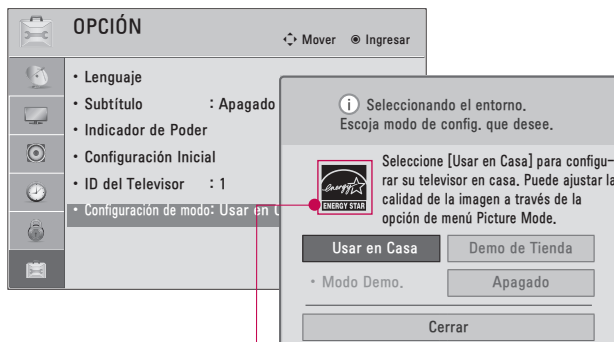 OPCIÓN
Mover
Ingresar
• Lenguaje
• Subtítulo : Apagado
• Indicador de Poder
• Configuración Inicial
• ID del Televisor : 1
• Configuración de modo: Usar en
i Seleccionando el entorno.
Escoja modo de config. que desee.
Seleccione [Usar en Casa] para configu-
rar su televisor en casa. Puede ajustar la
calidad de la imagen a través de la
opción de menú Picture Mode.
energy
ENERGY STAR
Usar en Casa
Demo de Tienda
• Modo Demo.
Apagado
Cerrar